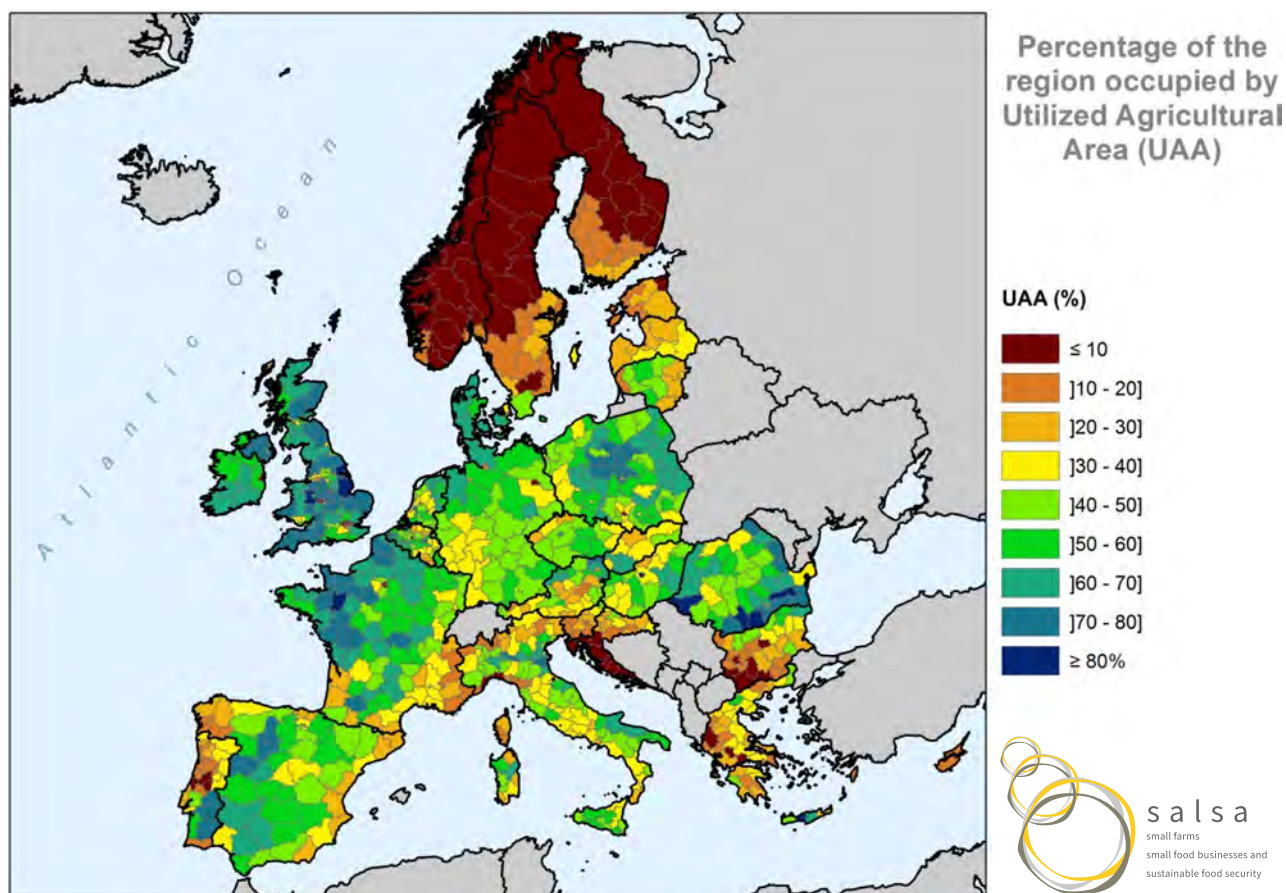 Percentage of the
region occupied by
Utilized Agricultural
Area (UAA)
Atlantic Ocean
UAA (%)
≤ 10
]10 - 20]
]20 - 30]
]30 - 40]
]40 - 50]
]50 - 60]
]60 - 70]
]70 - 80]
≥ 80%
salsa
small farms
small food businesses and
sustainable food security